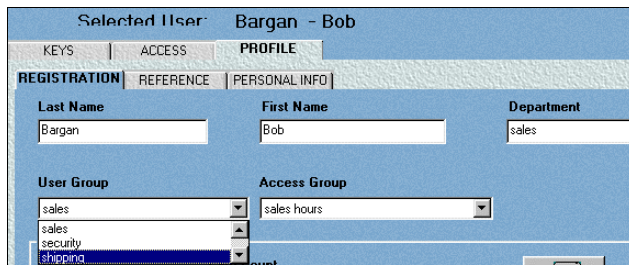 Selected User: Bargan - Bob
KEYS ACCESS PROFILE
REGISTRATION REFERENCE PERSONAL INFO
Last Name First Name Department
Bargan Bob sales
User Group Access Group
sales sales hours
sales
security
shipping